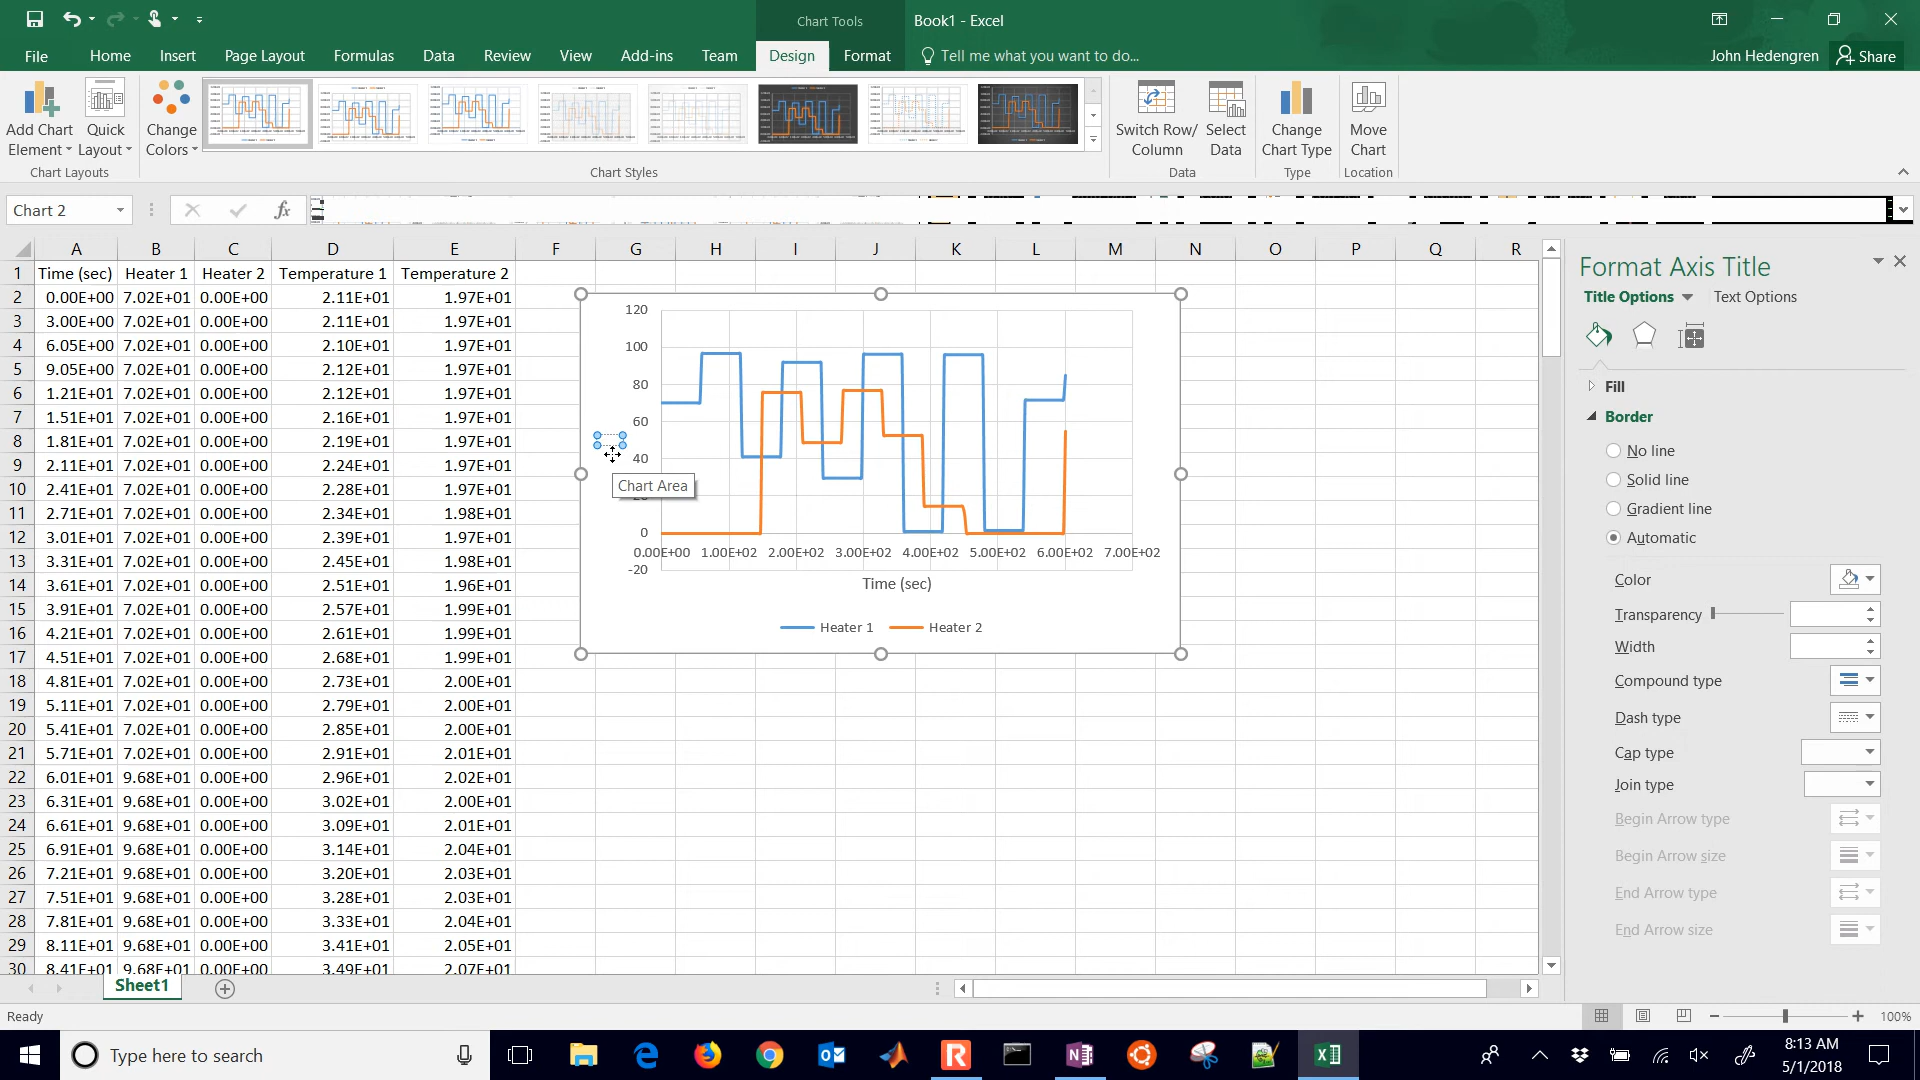 Chart Tools
Book1 - Excel
File Home Insert Page Layout Formulas Data Review View Add-ins Team Design Format Tell me what you want to do... John Hedengren Share
Add Chart Element
Quick Layout
Change Colors
Switch Row/Column
Select Data
Change Chart Type
Move Chart
Chart Layouts Chart Styles Data Type Location
Chart 2 fx
A B C D E F G H I J K L M N O P Q R
1 Time (sec) Heater 1 Heater 2 Temperature 1 Temperature 2
2 0.00E+00 7.02E+01 0.00E+00 2.11E+01 1.97E+01
3 3.00E+00 7.02E+01 0.00E+00 2.11E+01 1.97E+01
4 6.05E+00 7.02E+01 0.00E+00 2.10E+01 1.97E+01
5 9.05E+00 7.02E+01 0.00E+00 2.12E+01 1.97E+01
6 1.21E+01 7.02E+01 0.00E+00 2.12E+01 1.97E+01
7 1.51E+01 7.02E+01 0.00E+00 2.16E+01 1.97E+01
8 1.81E+01 7.02E+01 0.00E+00 2.19E+01 1.97E+01
9 2.11E+01 7.02E+01 0.00E+00 2.24E+01 1.97E+01
10 2.41E+01 7.02E+01 0.00E+00 2.28E+01 1.97E+01
11 2.71E+01 7.02E+01 0.00E+00 2.34E+01 1.98E+01
12 3.01E+01 7.02E+01 0.00E+00 2.39E+01 1.97E+01
13 3.31E+01 7.02E+01 0.00E+00 2.45E+01 1.98E+01
14 3.61E+01 7.02E+01 0.00E+00 2.51E+01 1.96E+01
15 3.91E+01 7.02E+01 0.00E+00 2.57E+01 1.99E+01
16 4.21E+01 7.02E+01 0.00E+00 2.61E+01 1.99E+01
17 4.51E+01 7.02E+01 0.00E+00 2.68E+01 1.99E+01
18 4.81E+01 7.02E+01 0.00E+00 2.73E+01 2.00E+01
19 5.11E+01 7.02E+01 0.00E+00 2.79E+01 2.00E+01
20 5.41E+01 7.02E+01 0.00E+00 2.85E+01 2.00E+01
21 5.71E+01 7.02E+01 0.00E+00 2.91E+01 2.01E+01
22 6.01E+01 9.68E+01 0.00E+00 2.96E+01 2.02E+01
23 6.31E+01 9.68E+01 0.00E+00 3.02E+01 2.00E+01
24 6.61E+01 9.68E+01 0.00E+00 3.09E+01 2.01E+01
25 6.91E+01 9.68E+01 0.00E+00 3.14E+01 2.04E+01
26 7.21E+01 9.68E+01 0.00E+00 3.20E+01 2.03E+01
27 7.51E+01 9.68E+01 0.00E+00 3.28E+01 2.03E+01
28 7.81E+01 9.68E+01 0.00E+00 3.33E+01 2.04E+01
29 8.11E+01 9.68E+01 0.00E+00 3.41E+01 2.05E+01
30 8.41E+01 9.68E+01 0.00E+00 3.49E+01 2.07E+01
120
100
80
60
40
Chart Area
0
0.00E+00 1.00E+02 2.00E+02 3.00E+02 4.00E+02 5.00E+02 6.00E+02 7.00E+02
-20
Time (sec)
Heater 1 Heater 2
Format Axis Title
Title Options Text Options
Fill
Border
No line
Solid line
Gradient line
Automatic
Color
Transparency
Width
Compound type
Dash type
Cap type
Join type
Begin Arrow type
Begin Arrow size
End Arrow type
End Arrow size
Sheet1
Ready
100%
Type here to search
8:13 AM
5/1/2018